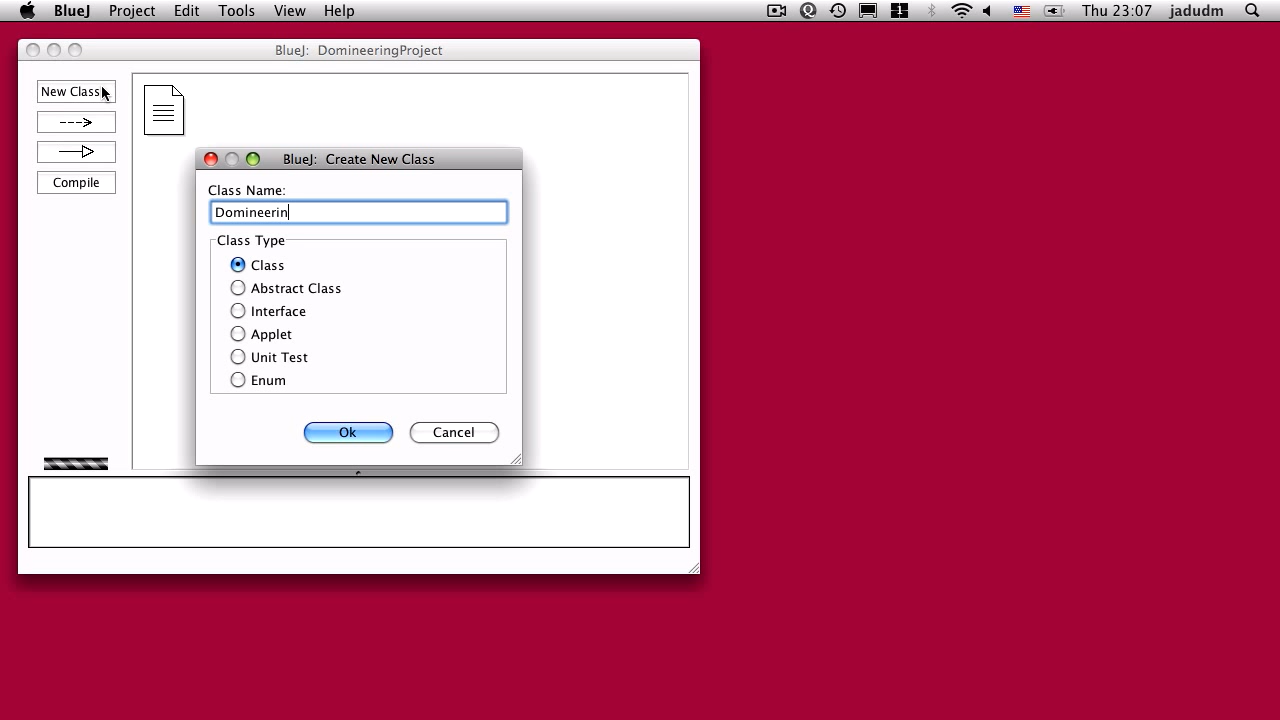 BlueJ Project Edit Tools View Help Thu 23:07 jadudm
BlueJ: DomineeringProject
New Class
Compile
BlueJ: Create New Class
Class Name:
Domineerin
Class Type
Class
Abstract Class
Interface
Applet
Unit Test
Enum
Ok Cancel